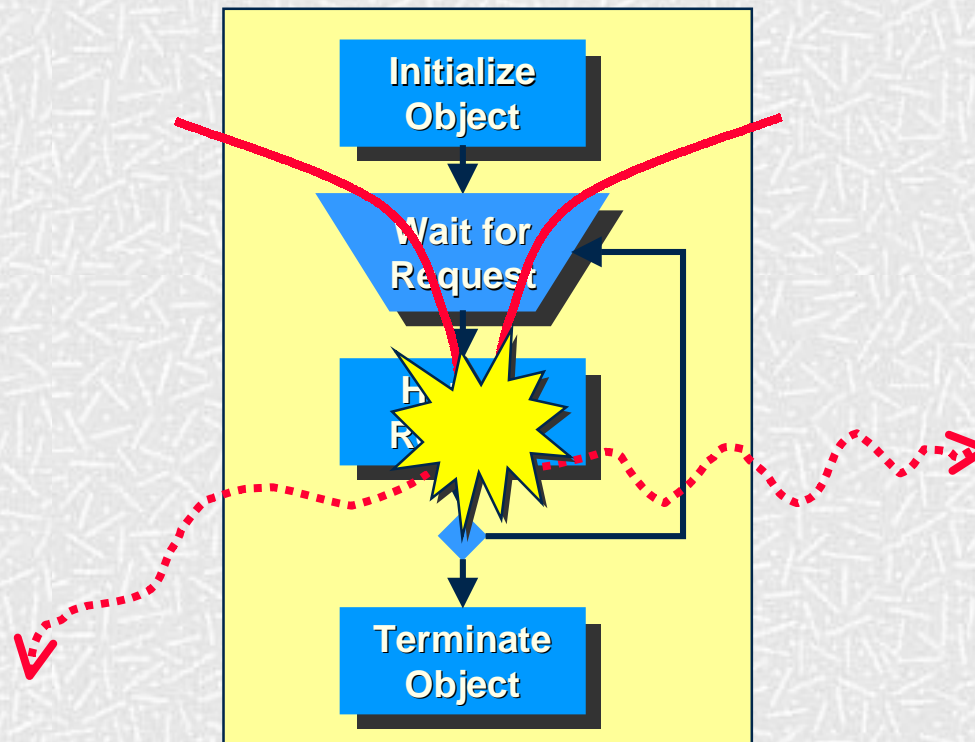 Initialize
Object
Wait for
Request
Terminate
Object